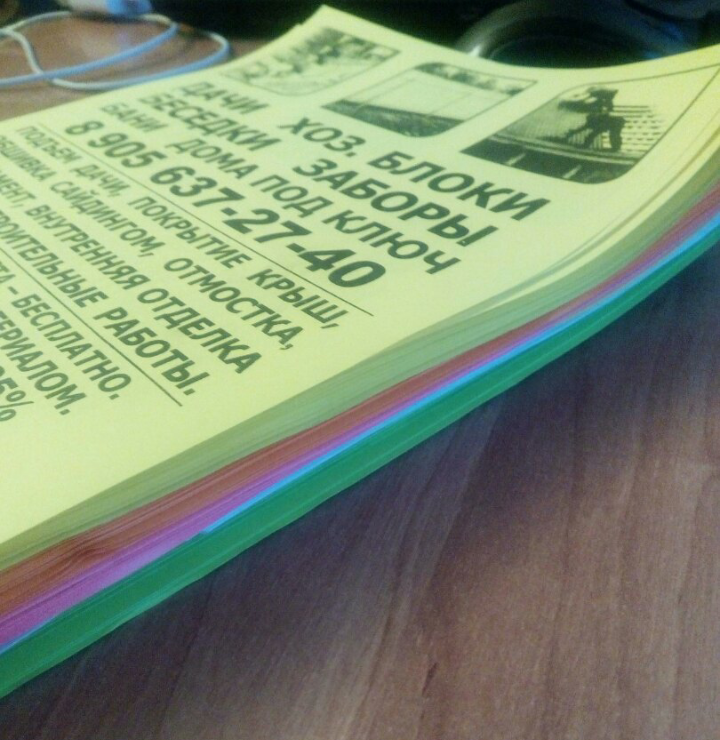 ДАЧИ ХОЗ. БЛОКИ
БЕСЕДКИ ЗАБОРЫ
БАНИ ДОМА ПОД КЛЮЧ
8 905 637-27-40
ПОДЪЕМ ДАЧИ, ПОКРЫТИЕ КРЫШ,
ОБШИВКА САЙДИНГОМ, ОТМОСТКА,
ВНУТРЕННЯЯ ОТДЕЛКА
РАБОТЫ.
БЕСПЛАТНО.